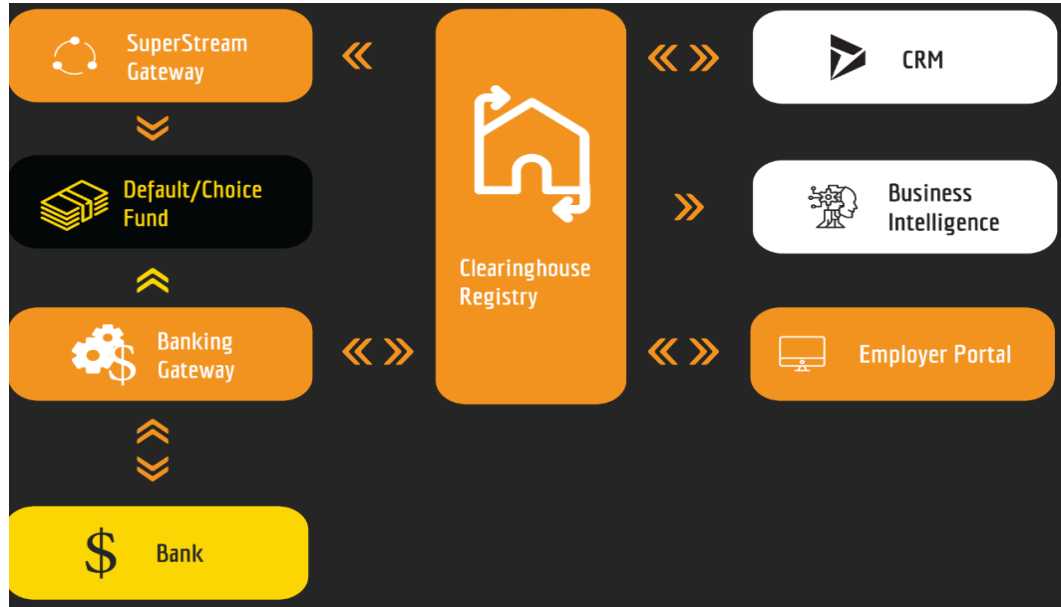 SuperStream
Gateway
Default/Choice
Fund
Banking
Gateway
$
Bank
Clearinghouse
Registry
CRM
Business
Intelligence
Employer Portal